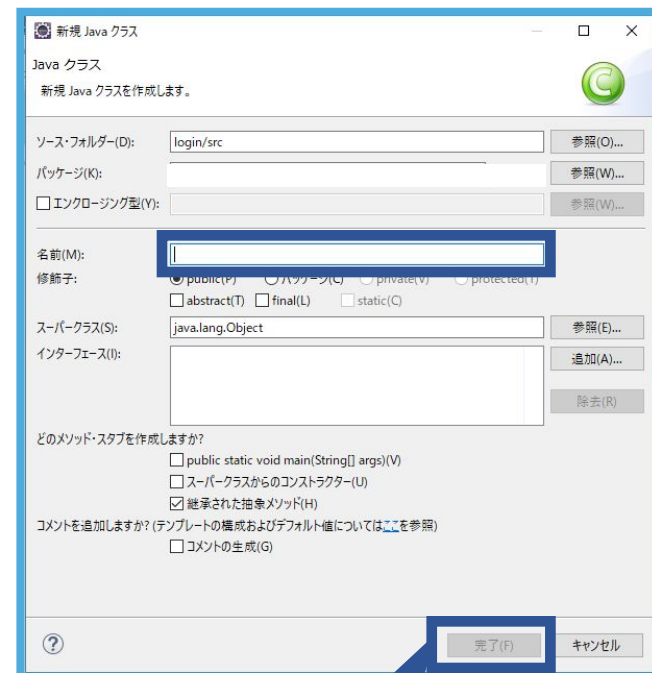 新規 Java クラス
Java クラス
新規 Java クラスを作成します。
ソース・フォルダー(D): login/src 参照(O)...
パッケージ(K): 参照(W)...
エンクロージング型(Y): 参照(W)...
名前(M):
修飾子: public(P) パッケージ(C) private(V) protected(T)
abstract(T) final(L) static(C)
スーパークラス(S): java.lang.Object 参照(E)...
インターフェース(I): 追加(A)...
除去(R)
どのメソッド・スタブを作成しますか?
public static void main(String[] args)(V)
スーパークラスからのコンストラクター(U)
継承された抽象メソッド(H)
コメントを追加しますか? (テンプレートの構成およびデフォルト値についてはここを参照)
コメントの生成(G)
完了(F) キャンセル